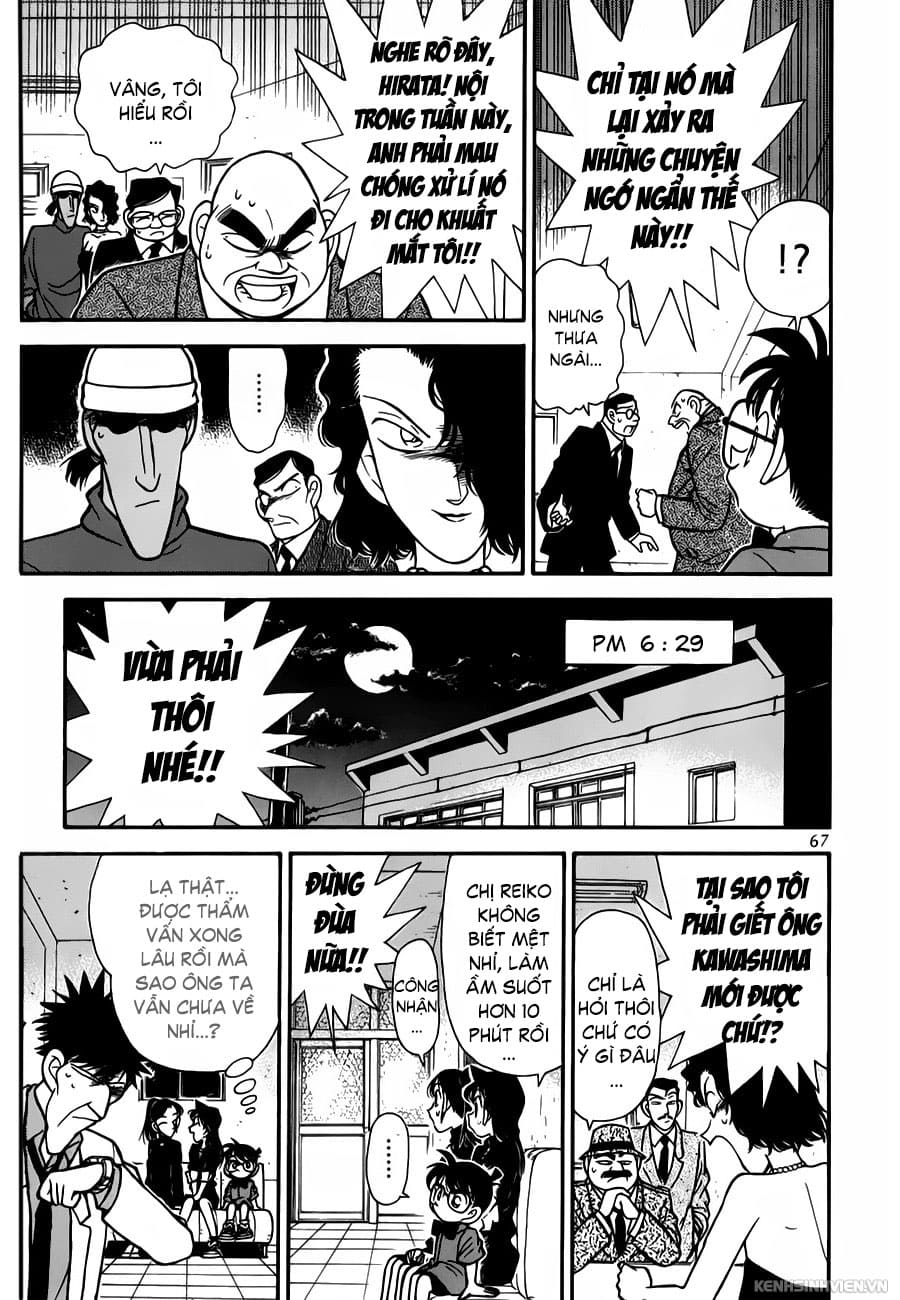 CHỈ TẠI NÓ MÀ
LẠI XẢY RA
NHỮNG CHUYỆN
NGỚ NGẨN THẾ
NÀY!!
!?
NHƯNG
THƯA
NGÀI...
NGHE RÕ ĐÂY,
HIRATA! NỘI
TRONG TUẦN NÀY,
ANH PHẢI MAU
CHÓNG XỬ LÍ NÓ
ĐI CHO KHUẤT
MẮT TÔI!!
VÂNG, TÔI
HIỂU RỒI
...
........
PM 6:29
VỪA PHẢI
THÔI
NHÉ!!
67
TẠI SAO TÔI
PHẢI GIẾT ÔNG
KAWASHIMA
MỚI ĐƯỢC
CHỨ!?
CHỈ LÀ
HỎI THÔI
CHỨ CÓ
Ý GÌ ĐÂU
...
CHỊ REIKO
KHÔNG
BIẾT MỆT
NHỈ, LÀM
ẦM SUỐT
HƠN 10
PHÚT RỒI
...
CÔNG
NHẬN
...
ĐỪNG
ĐÙA
NỮA!!
........
LẠ THẬT...
ĐƯỢC THẨM
VẤN XONG
LÂU RỒI MÀ
SAO ÔNG TA
VẪN CHƯA VỀ
NHỈ...?
KENHSINHVIEN.VN